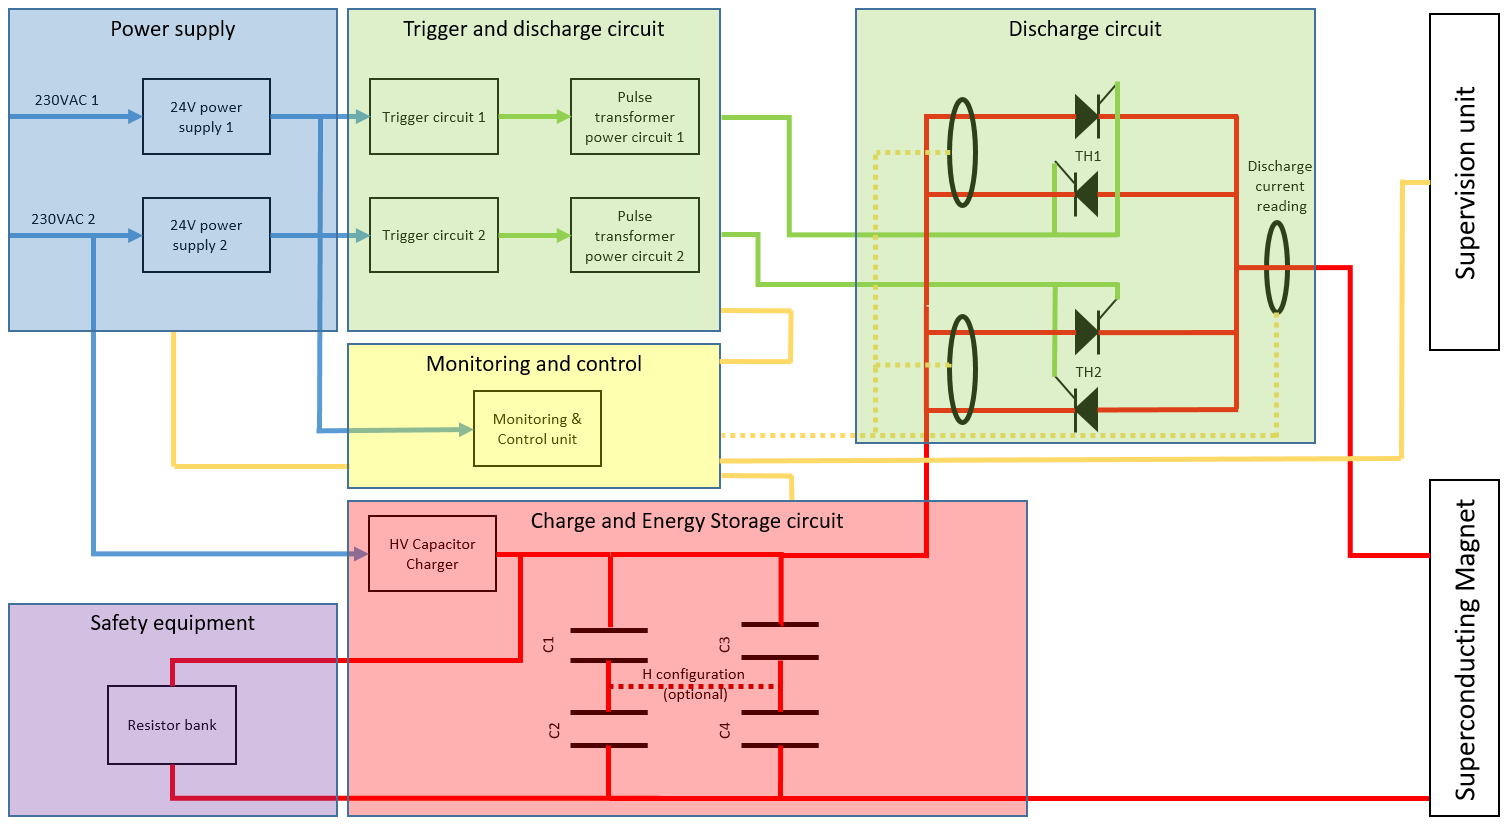 Power supply
230VAC 1
24V power
supply 1
230VAC 2
24V power
supply 2
Trigger and discharge circuit
Trigger circuit 1
Pulse
transformer
power circuit 1
Trigger circuit 2
Pulse
transformer
power circuit 2
Discharge circuit
TH1
Discharge
current
reading
TH2
Supervision unit
Monitoring and control
Monitoring &
Control unit
Charge and Energy Storage circuit
HV Capacitor
Charger
C1
C3
H configuration
(optional)
C2
C4
Safety equipment
Resistor bank
Superconducting Magnet